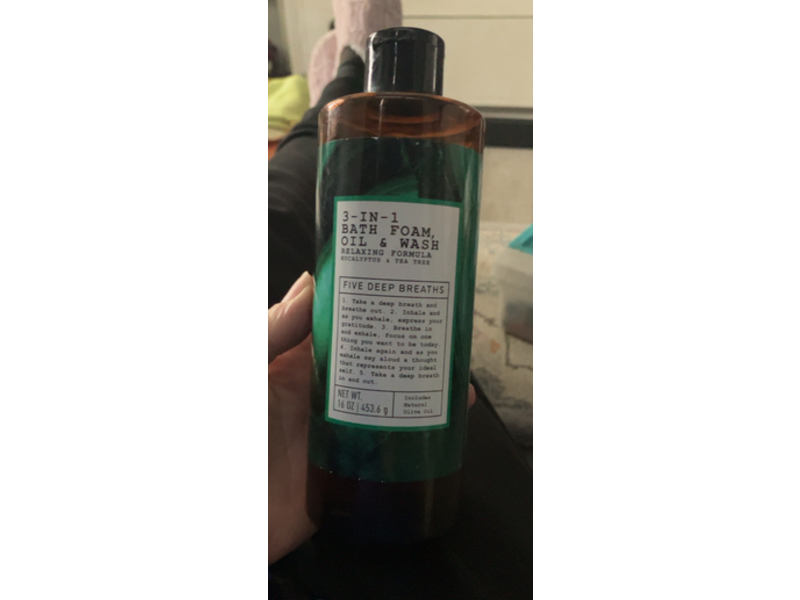 3-IN-1
BATH FOAM,
OIL & WASH
RELAXING FORMULA
EUCALYPTUS & TEA TREE
FIVE DEEP BREATHS
1. Take a deep breath and
breathe out. 2. Inhale and
as you exhale, express your
gratitude. 3. Breathe in
and exhale, focus on one
thing you want to be today.
4. Inhale again and as you
exhale say aloud a thought
that represents your ideal
self. 5. Take a deep breath
in and out.
NET WT.
16 OZ | 453.6 g
Includes
Natural
Olive Oil